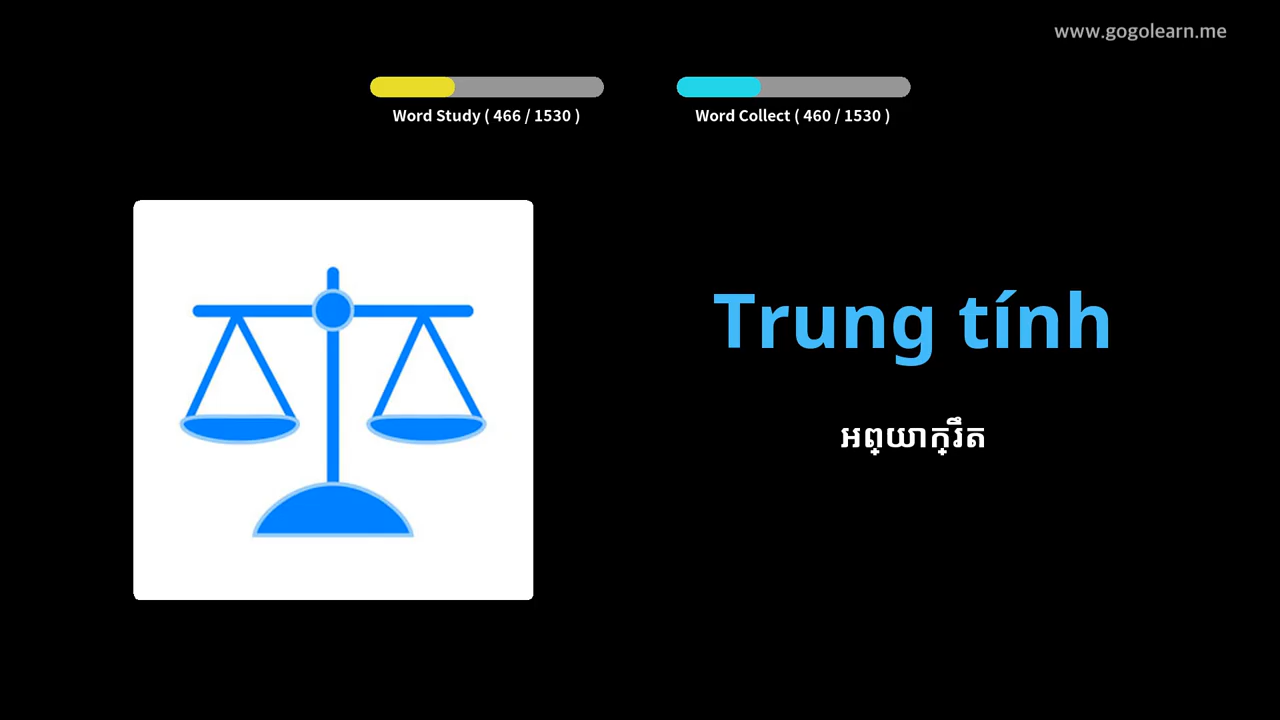 www.gogolearn.me
Word Study ( 466 / 1530 )
Word Collect ( 460 / 1530 )
Trung tính
អព្យាក្រឹត